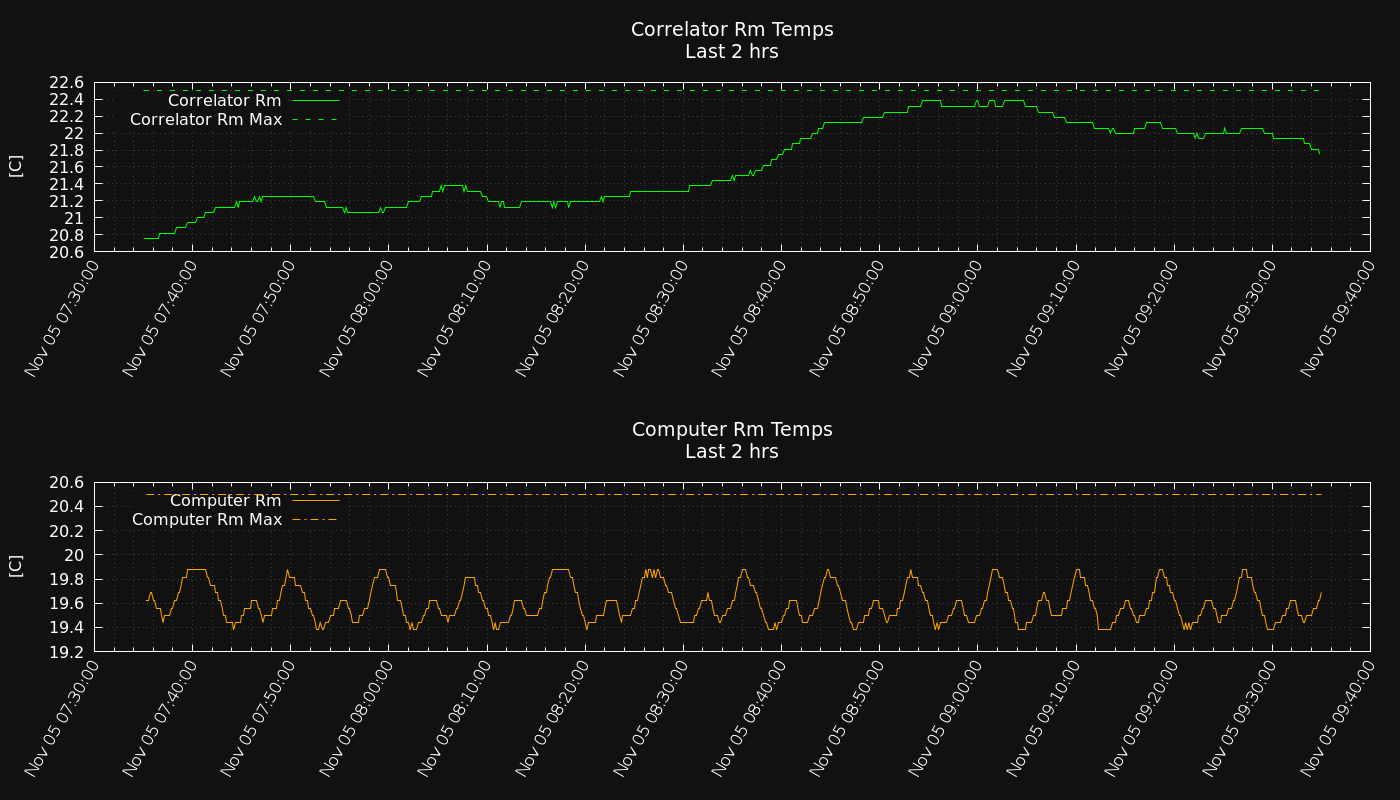 Correlator Rm Temps
Last 2 hrs
22.6
22.4
22.2
22
21.8
21.6
21.4
21.2
21
20.8
20.6
[C]
Correlator Rm
Correlator Rm Max
Nov 05 07:30:00
Nov 05 07:40:00
Nov 05 07:50:00
Nov 05 08:00:00
Nov 05 08:10:00
Nov 05 08:20:00
Nov 05 08:30:00
Nov 05 08:40:00
Nov 05 08:50:00
Nov 05 09:00:00
Nov 05 09:10:00
Nov 05 09:20:00
Nov 05 09:30:00
Nov 05 09:40:00
Computer Rm Temps
Last 2 hrs
20.6
20.4
20.2
20
19.8
19.6
19.4
19.2
[C]
Computer Rm
Computer Rm Max
Nov 05 07:30:00
Nov 05 07:40:00
Nov 05 07:50:00
Nov 05 08:00:00
Nov 05 08:10:00
Nov 05 08:20:00
Nov 05 08:30:00
Nov 05 08:40:00
Nov 05 08:50:00
Nov 05 09:00:00
Nov 05 09:10:00
Nov 05 09:20:00
Nov 05 09:30:00
Nov 05 09:40:00